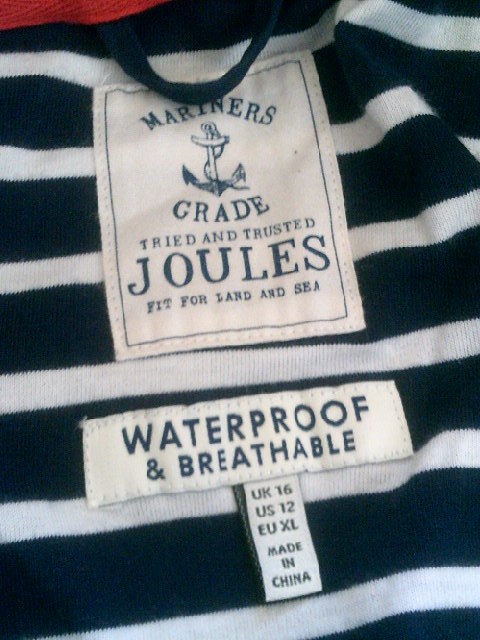 MARINERS
GRADE
TRIED AND TRUSTED
JOULES
FIT FOR LAND AND SEA
WATERPROOF
& BREATHABLE
UK 16
US 12
EU XL
MADE
IN
CHINA